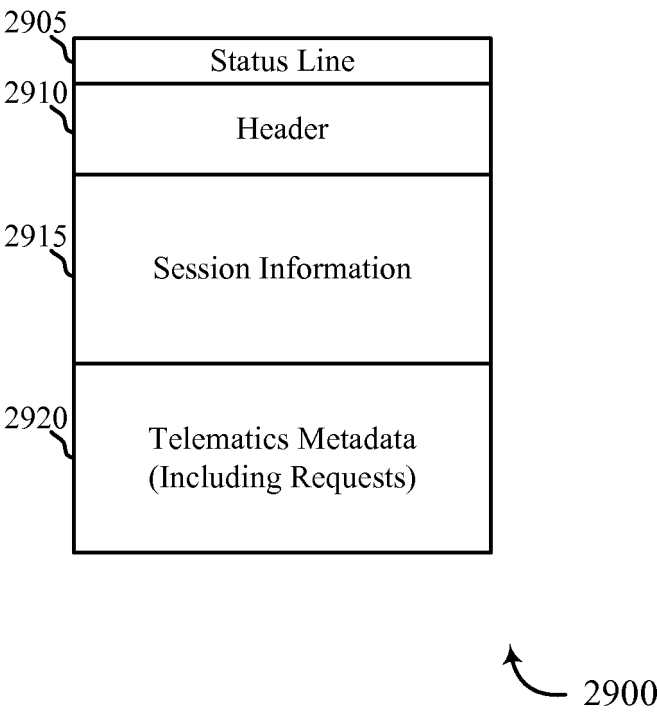 2905
Status Line
2910
Header
2915
Session Information
2920
Telematics Metadata
(Including Requests)
2900